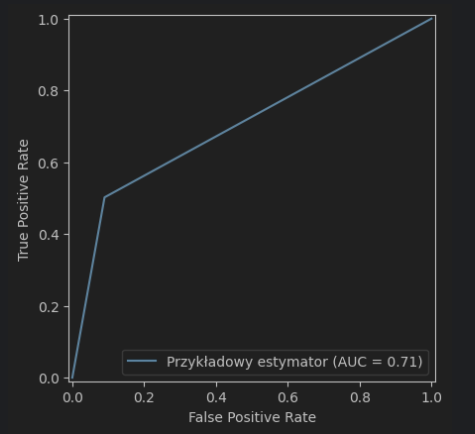 1.0
0.8
0.6
0.4
0.2
0.0
True Positive Rate
Przykładowy estymator (AUC = 0.71)
0.0 0.2 0.4 0.6 0.8 1.0
False Positive Rate